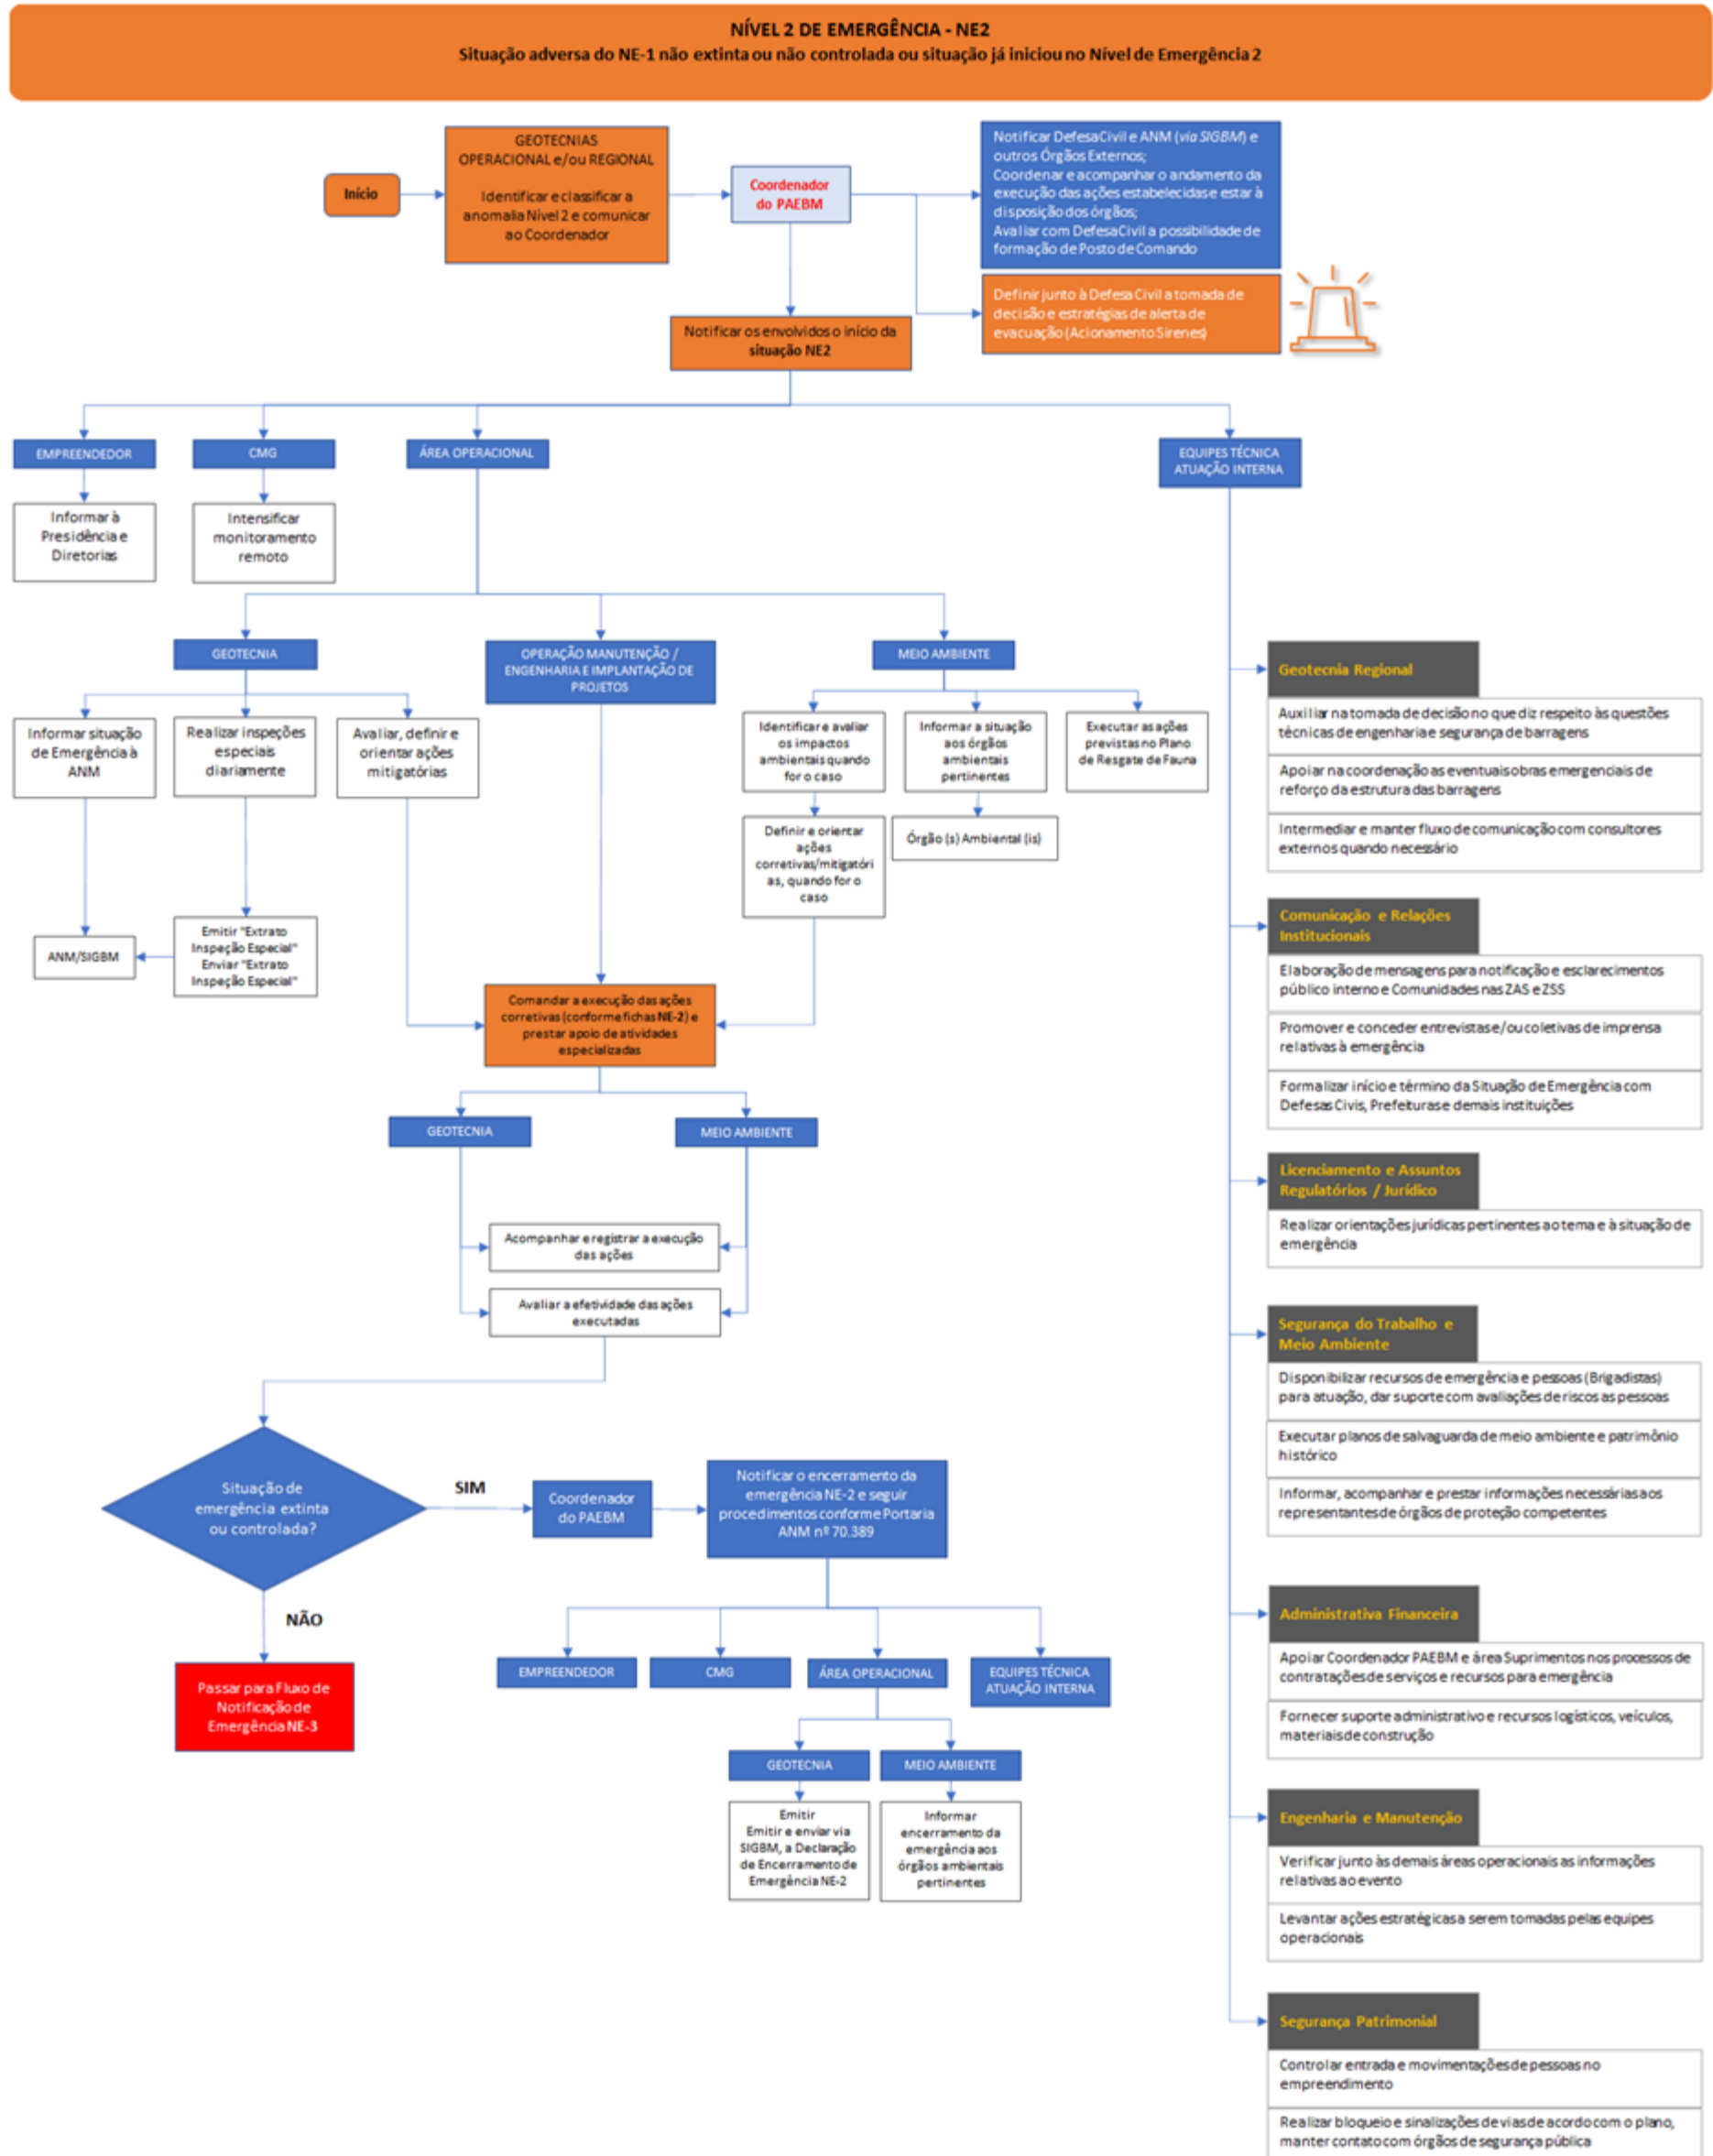 NÍVEL 2 DE EMERGÊNCIA - NE2
Situação adversa do NE-1 não extinta ou não controlada ou situação já iniciou no Nível de Emergência 2
Início
GEOTECNIAS
OPERACIONAL e/ou REGIONAL
Identificar e classificar a
anomalia Nível 2 e comunicar
ao Coordenador
Coordenador
do PAEBM
Notificar Defesa Civil e ANM (via SIGBM) e
outros Órgãos Externos;
Coordenar e acompanhar o andamento da
execução das ações estabelecidas e estar à
disposição dos órgãos;
Avaliar com Defesa Civil a possibilidade de
formação de Posto de Comando
Definir junto à Defesa Civil a tomada de
decisão e estratégias de alerta de
evacuação (Acionamento Sirenes)
Notificar os envolvidos o início da
situação NE2
EMPREENDEDOR
CMG
ÁREA OPERACIONAL
EQUIPES TÉCNICA
ATUAÇÃO INTERNA
Informar à
Presidência e
Diretorias
Intensificar
monitoramento
remoto
GEOTECNIA
OPERAÇÃO MANUTENÇÃO /
ENGENHARIA E IMPLANTAÇÃO DE
PROJETOS
MEIO AMBIENTE
Informar situação
de Emergência à
ANM
Realizar inspeções
especiais
diariamente
Avaliar, definir e
orientar ações
mitigatórias
Identificar e avaliar
os impactos
ambientais quando
for o caso
Informar a situação
aos órgãos
ambientais
pertinentes
Executar as ações
previstas no Plano
de Resgate de Fauna
Definir e orientar
ações
corretivas/mitigatóri
as, quando for o
caso
Órgão (s) Ambiental (is)
ANM/SIGBM
Emitir "Extrato
Inspeção Especial"
Enviar "Extrato
Inspeção Especial"
Comandar a execução das ações
corretivas (conforme fichas NE-2) e
prestar apoio de atividades
especializadas
GEOTECNIA
MEIO AMBIENTE
Acompanhar e registrar a execução
das ações
Avaliar a efetividade das ações
executadas
Situação de
emergência extinta
ou controlada?
SIM
Coordenador
do PAEBM
Notificar o encerramento da
emergência NE-2 e seguir
procedimentos conforme Portaria
ANM nº 70.389
NÃO
Passar para Fluxo de
Notificação de
Emergência NE-3
EMPREENDEDOR
CMG
ÁREA OPERACIONAL
EQUIPES TÉCNICA
ATUAÇÃO INTERNA
GEOTECNIA
MEIO AMBIENTE
Emitir
Emitir e enviar via
SIGBM, a Declaração
de Encerramento de
Emergência NE-2
Informar
encerramento da
emergência aos
órgãos ambientais
pertinentes
Geotecnia Regional
Auxiliar na tomada de decisão no que diz respeito às questões
técnicas de engenharia e segurança de barragens
Apoiar na coordenação as eventuais obras emergenciais de
reforço da estrutura das barragens
Intermediar e manter fluxo de comunicação com consultores
externos quando necessário
Comunicação e Relações
Institucionais
Elaboração de mensagens para notificação e esclarecimentos
público interno e Comunidades nas ZAS e ZSS
Promover e conceder entrevistas e/ou coletivas de imprensa
relativas à emergência
Formalizar início e término da Situação de Emergência com
Defesas Civis, Prefeituras e demais instituições
Licenciamento e Assuntos
Regulatórios / Jurídico
Realizar orientações jurídicas pertinentes ao tema e à situação de
emergência
Segurança do Trabalho e
Meio Ambiente
Disponibilizar recursos de emergência e pessoas (Brigadistas)
para atuação, dar suporte com avaliações de riscos as pessoas
Executar planos de salvaguarda de meio ambiente e patrimônio
histórico
Informar, acompanhar e prestar informações necessárias aos
representantes de órgãos de proteção competentes
Administrativa Financeira
Apoiar Coordenador PAEBM e área Suprimentos nos processos de
contratações de serviços e recursos para emergência
Fornecer suporte administrativo e recursos logísticos, veículos,
materiais de construção
Engenharia e Manutenção
Verificar junto às demais áreas operacionais as informações
relativas ao evento
Levantar ações estratégicas a serem tomadas pelas equipes
operacionais
Segurança Patrimonial
Controlar entrada e movimentações de pessoas no
empreendimento
Realizar bloqueio e sinalizações de vias de acordo com o plano,
manter contato com órgãos de segurança pública